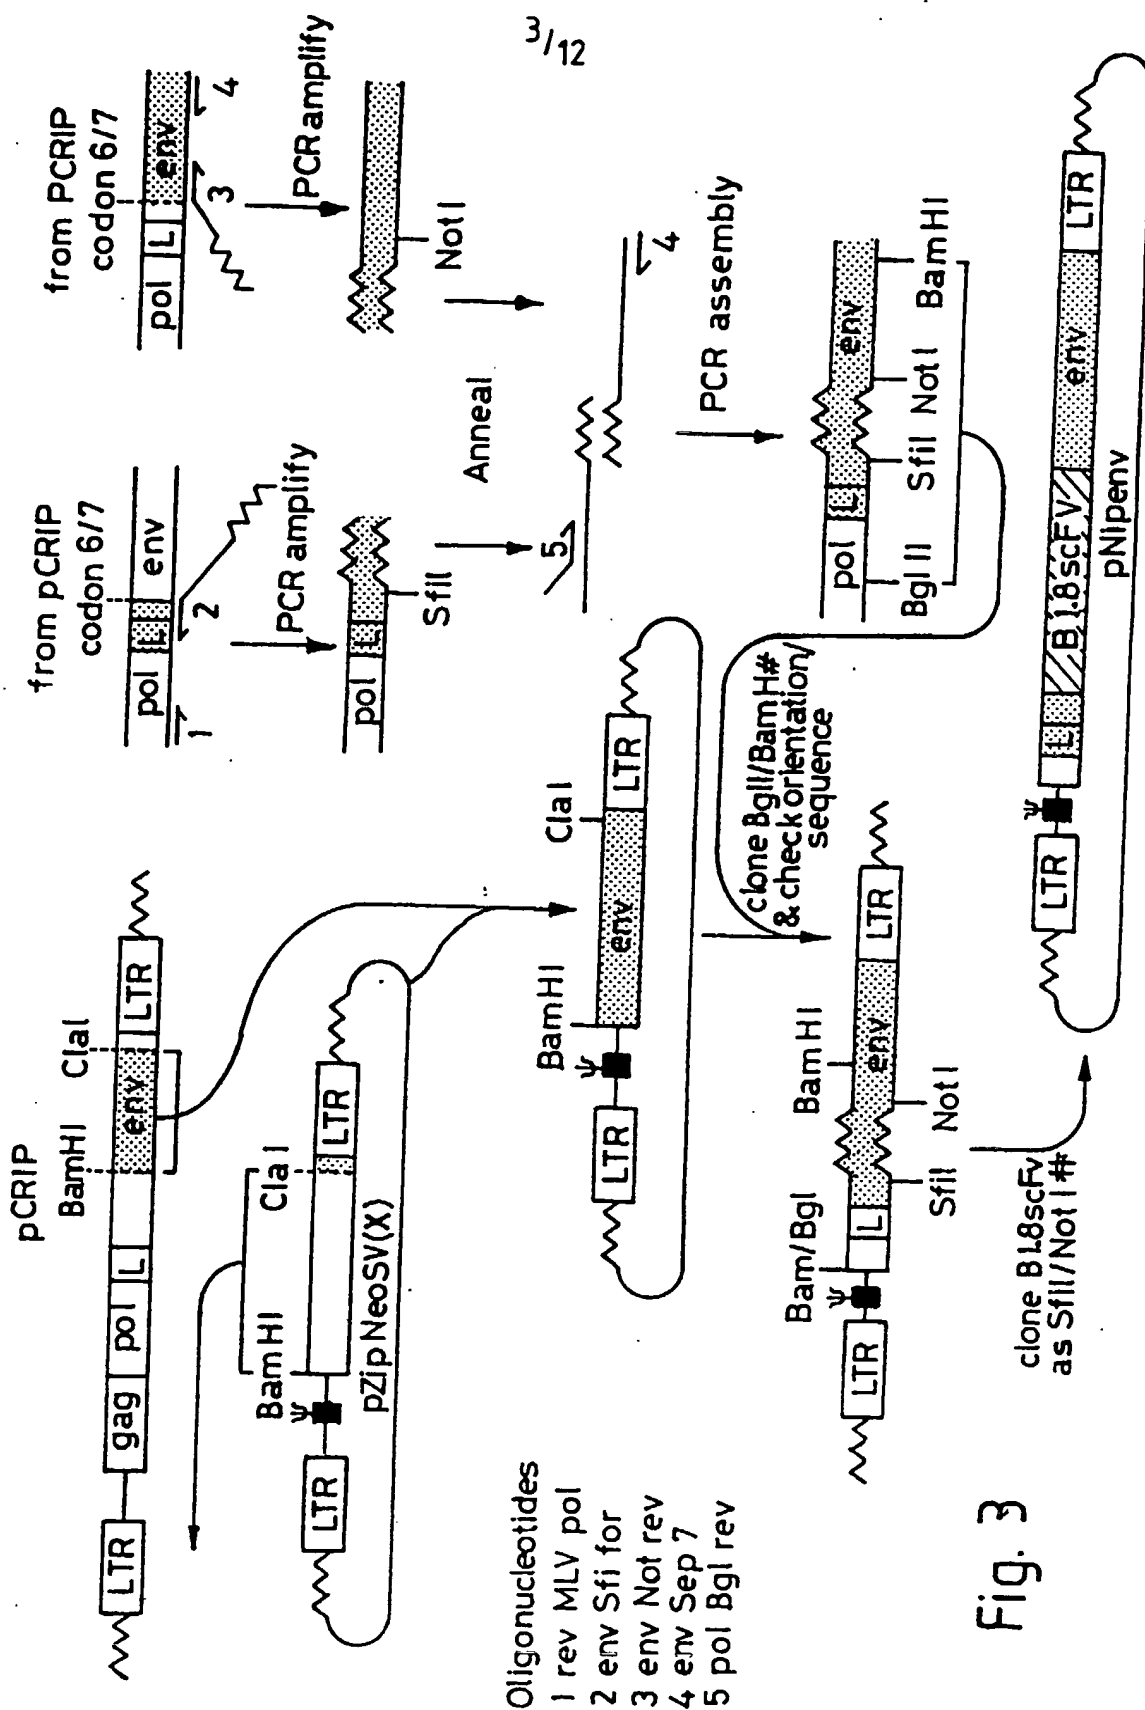 3/12
pCRIP
BamHI
ClaI
LTR
gag
pol
L
env
LTR
BamHI
ClaI
ψ
LTR
LTR
pZipNeoSV(X)
from pCRIP
codon 6/7
pol
L
env
1
2
PCR amplify
pol
L
SfiI
from PCRIP
codon 6/7
pol
L
env
3
4
PCR amplify
NotI
Anneal
5
4
PCR assembly
pol
L
env
BglII
SfiI
NotI
BamHI
BamHI
ClaI
ψ
LTR
env
LTR
clone BglI/BamH#
& check orientation/
sequence
Bam/Bgl
BamHI
ψ
LTR
L
env
LTR
SfiI
NotI
clone B1.8scFv
as SfiI/NotI#
ψ
LTR
L
B1.8scFV
env
LTR
pNipenv
Oligonucleotides
1 rev MLV pol
2 env Sfi for
3 env Not rev
4 env Sep 7
5 pol Bgl rev
Fig. 3